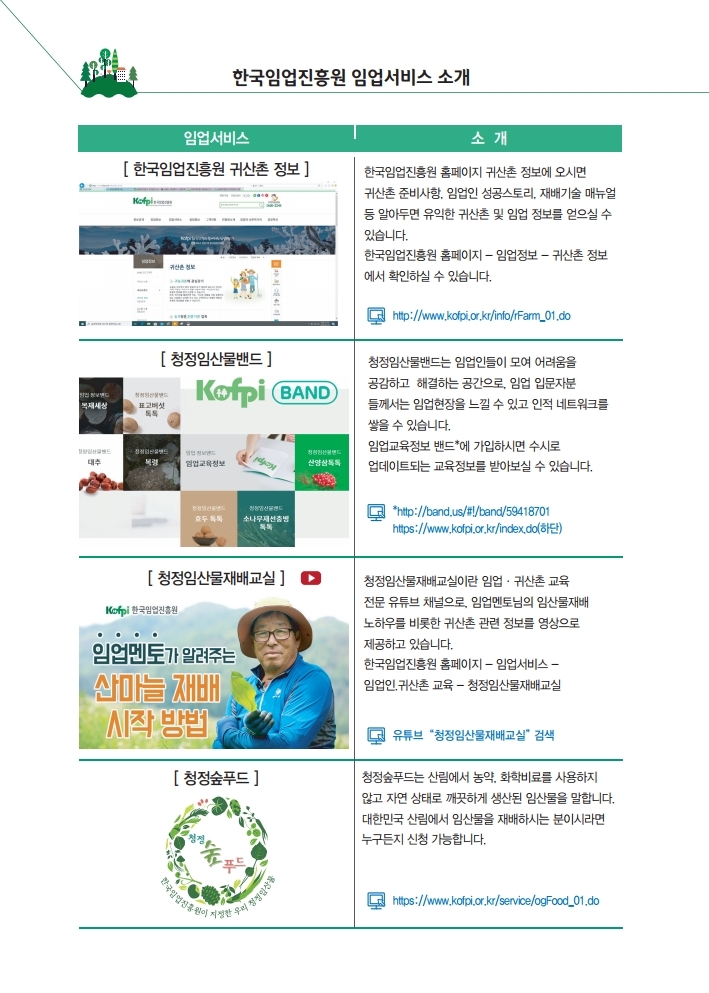 한국임업진흥원 임업서비스 소개
임업서비스
소 개
[ 한국임업진흥원 귀산촌 정보 ]
Kofpi 한국임업진흥원
귀산촌 정보
한국임업진흥원 홈페이지 귀산촌 정보에 오시면
귀산촌 준비사항, 임업인 성공스토리, 재배기술 매뉴얼
등 알아두면 유익한 귀산촌 및 임업 정보를 얻으실 수
있습니다.
한국임업진흥원 홈페이지 – 임업정보 – 귀산촌 정보
에서 확인하실 수 있습니다.
http://www.kofpi.or.kr/info/rFarm_01.do
[ 청정임산물밴드 ]
Kofpi BAND
임업 정보밴드
목재세상
청정임산물밴드
표고버섯
톡톡
청정임산물밴드
대추
청정임산물밴드
복령
임업 정보밴드
임업교육정보
청정임산물밴드
산양삼톡톡
청정임산물밴드
호두 톡톡
청정임산물밴드
소나무재선충병
톡톡
청정임산물밴드는 임업인들이 모여 어려움을
공감하고 해결하는 공간으로, 임업 입문자분
들께서는 임업현장을 느낄 수 있고 인적 네트워크를
쌓을 수 있습니다.
임업교육정보 밴드*에 가입하시면 수시로
업데이트되는 교육정보를 받아보실 수 있습니다.
*http://band.us/#!/band/59418701
https://www.kofpi.or.kr/index.do(하단)
[ 청정임산물재배교실 ]
Kofpi 한국임업진흥원
임업멘토가 알려주는
산마늘 재배
시작 방법
청정임산물재배교실이란 임업 · 귀산촌 교육
전문 유튜브 채널으로, 임업멘토님의 임산물재배
노하우를 비롯한 귀산촌 관련 정보를 영상으로
제공하고 있습니다.
한국임업진흥원 홈페이지 – 임업서비스 –
임업인.귀산촌 교육 – 청정임산물재배교실
유튜브 “청정임산물재배교실” 검색
[ 청정숲푸드 ]
청정
숲
푸드
한국임업진흥원이 지정한 우리 청정임산물
청정숲푸드는 산림에서 농약, 화학비료를 사용하지
않고 자연 상태로 깨끗하게 생산된 임산물을 말합니다.
대한민국 산림에서 임산물을 재배하시는 분이시라면
누구든지 신청 가능합니다.
https://www.kofpi.or.kr/service/ogFood_01.do